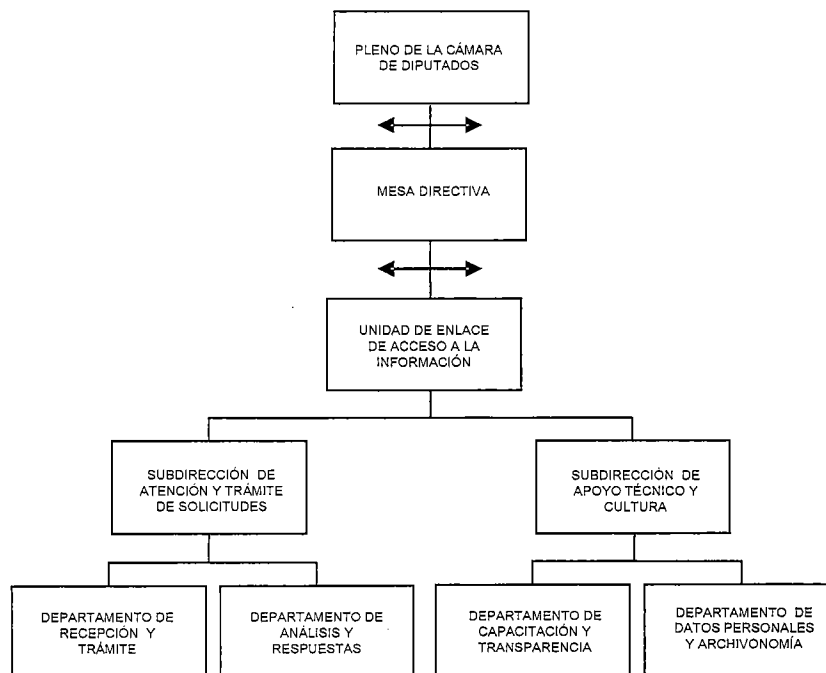 PLENO DE LA CÁMARA
DE DIPUTADOS
MESA DIRECTIVA
UNIDAD DE ENLACE
DE ACCESO A LA
INFORMACIÓN
SUBDIRECCIÓN DE
ATENCIÓN Y TRÁMITE
DE SOLICITUDES
SUBDIRECCIÓN DE
APOYO TÉCNICO Y
CULTURA
DEPARTAMENTO DE
RECEPCIÓN Y
TRÁMITE
DEPARTAMENTO DE
ANÁLISIS Y
RESPUESTAS
DEPARTAMENTO DE
CAPACITACIÓN Y
TRANSPARENCIA
DEPARTAMENTO DE
DATOS PERSONALES
Y ARCHIVONOMÍA